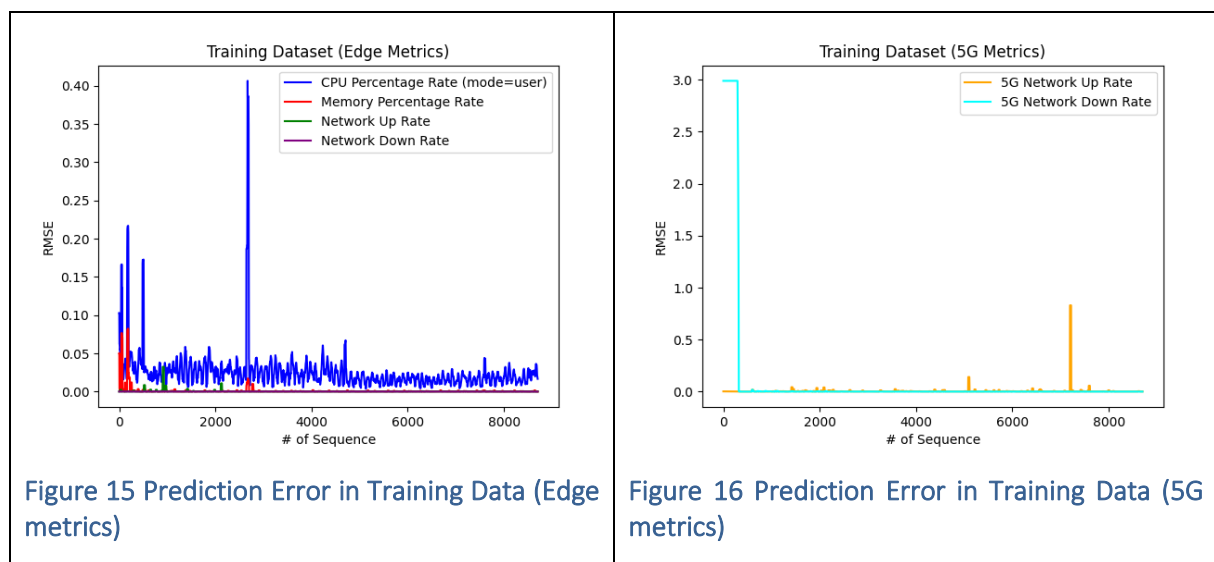 Training Dataset (Edge Metrics)
CPU Percentage Rate (mode=user)
Memory Percentage Rate
Network Up Rate
Network Down Rate
RMSE
0.40
0.35
0.30
0.25
0.20
0.15
0.10
0.05
0.00
0 2000 4000 6000 8000
# of Sequence
Figure 15 Prediction Error in Training Data (Edge
metrics)
Training Dataset (5G Metrics)
5G Network Up Rate
5G Network Down Rate
RMSE
3.0
2.5
2.0
1.5
1.0
0.5
0.0
0 2000 4000 6000 8000
# of Sequence
Figure 16 Prediction Error in Training Data (5G
metrics)